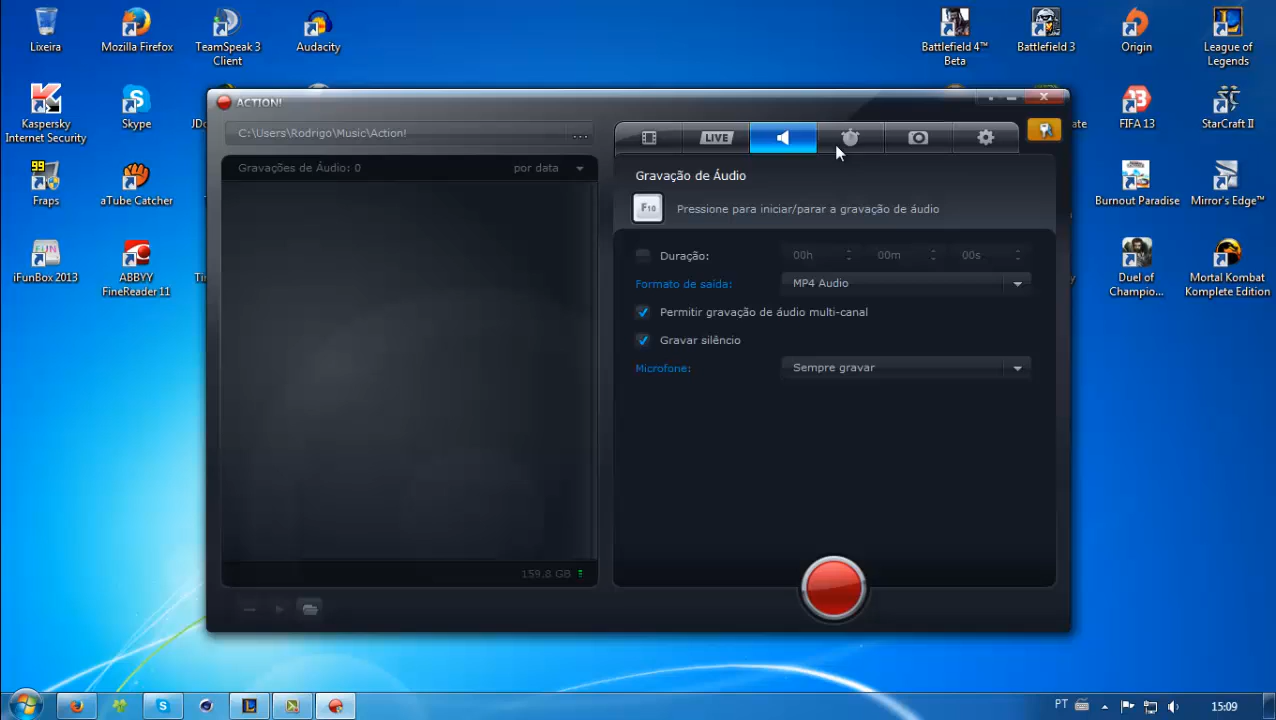 Lixeira
Mozilla Firefox
TeamSpeak 3
Client
Audacity
Battlefield 4™
Beta
Battlefield 3
Origin
League of
Legends
Kaspersky
Internet Security
Skype
FIFA 13
StarCraft II
Fraps
aTube Catcher
Burnout Paradise
Mirror's Edge™
iFunBox 2013
ABBYY
FineReader 11
Duel of
Champio...
Mortal Kombat
Komplete Edition
ACTION!
C:\Users\Rodrigo\Music\Action!
...
LIVE
Gravações de Áudio: 0
por data
Gravação de Áudio
F10
Pressione para iniciar/parar a gravação de áudio
Duração:
00h
00m
00s
Formato de saída:
MP4 Audio
Permitir gravação de áudio multi-canal
Gravar silêncio
Microfone:
Sempre gravar
159.8 GB
PT
15:09